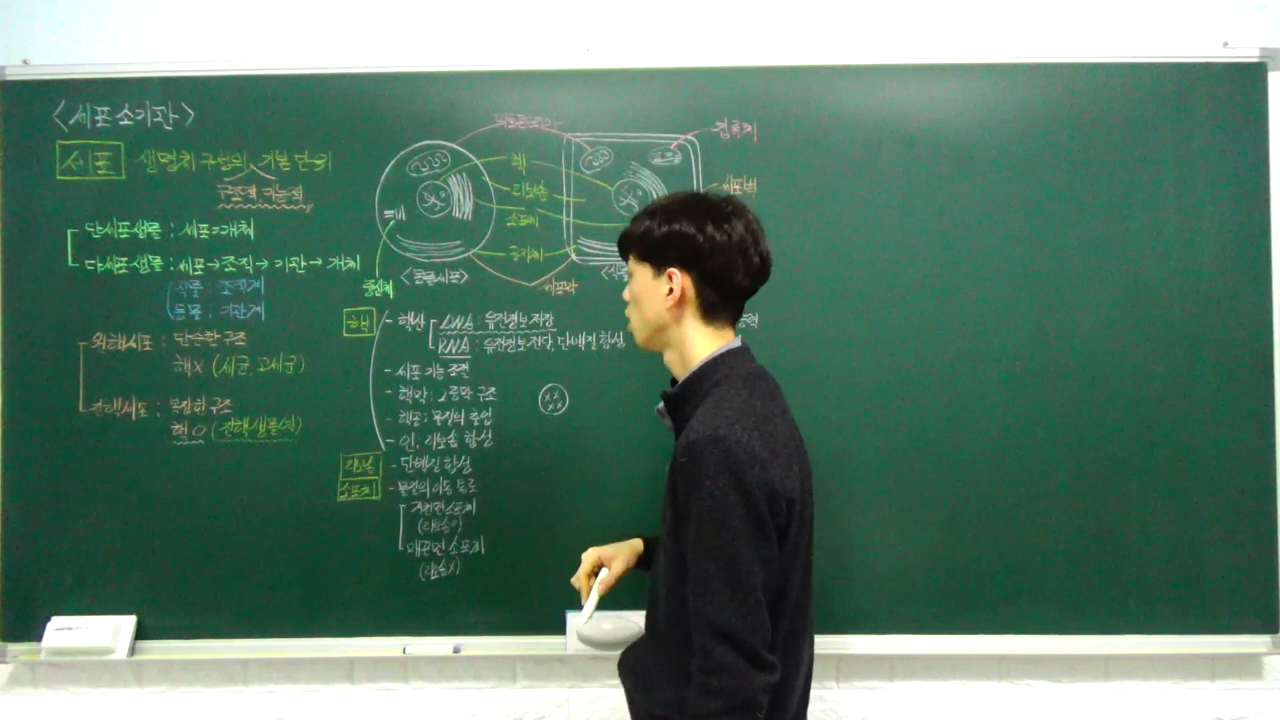 <세포 소기관>
세포 생명체 구성의 기본 단위
구조적 기능적
단세포생물 : 세포=개체
다세포생물 : 세포→조직→기관→개체
식물 : 조직계
동물 : 기관계
원핵세포 : 단순한 구조
핵X (세균, 고세균)
진핵세포 : 복잡한 구조
핵O (진핵생물식)
미토콘드리아
엽록체
핵
리보솜
세포벽
소포체
골지체
<동물세포>
<식
중심체
세포막
핵 - 핵산
DNA : 유전정보 저장
RNA : 유전정보 전달, 단백질 합성
- 세포 기능 조절
- 핵막 : 2중막 구조
- 핵공 : 물질의 출입
- 인 : 리보솜 합성
리보솜 - 단백질 합성
소포체 - 물질의 이동 통로
거친면소포체
(리보솜O)
매끈면 소포체
(리보솜X)